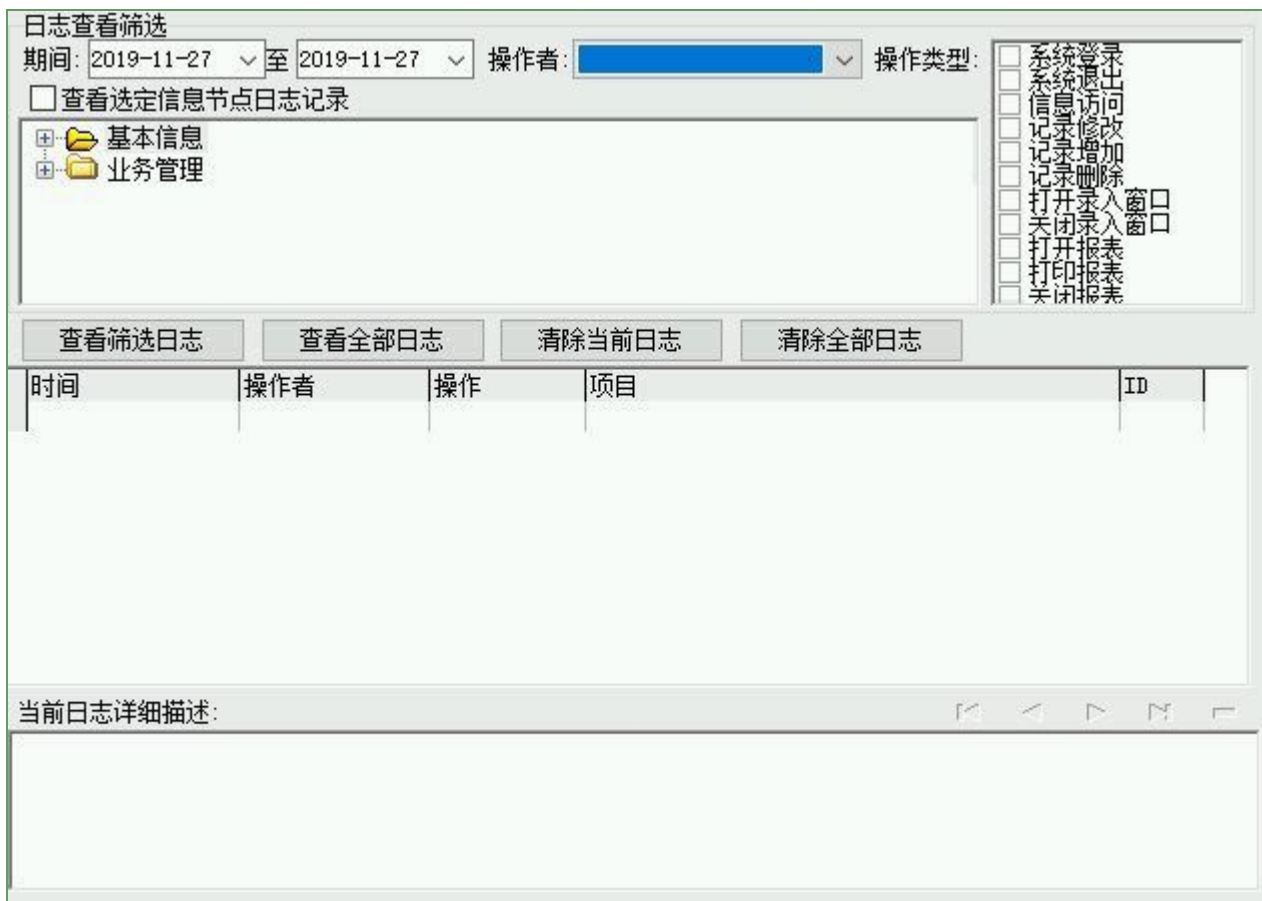 日志查看筛选
期间: 2019-11-27 至 2019-11-27 操作者: 操作类型:
系统登录
系统退出
信息访问
记录修改
记录增加
记录删除
打开录入窗口
关闭录入窗口
打开报表
打印报表
关闭报表
查看选定信息节点日志记录
基本信息
业务管理
查看筛选日志 查看全部日志 清除当前日志 清除全部日志
时间 操作者 操作 项目 ID
当前日志详细描述: